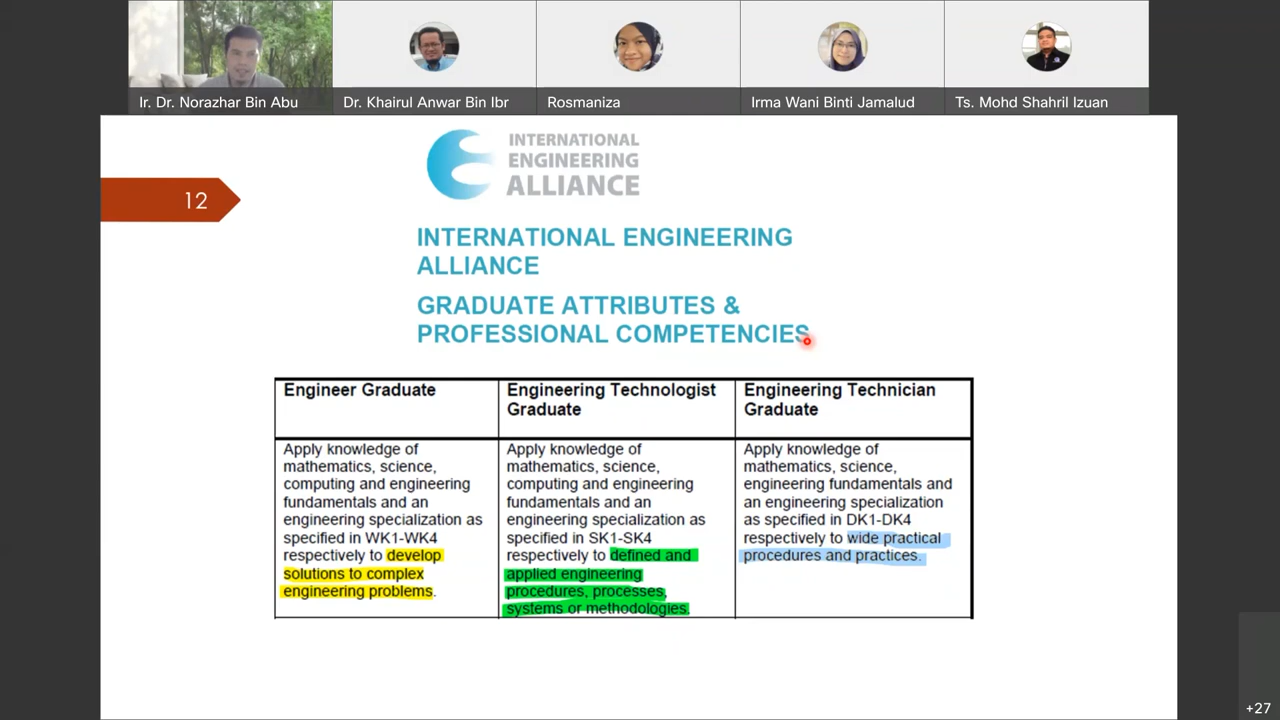 Ir. Dr. Norazhar Bin Abu
Dr. Khairul Anwar Bin Ibr
Rosmaniza
Irma Wani Binti Jamalud
Ts. Mohd Shahril Izuan
12
INTERNATIONAL
ENGINEERING
ALLIANCE
INTERNATIONAL ENGINEERING
ALLIANCE
GRADUATE ATTRIBUTES &
PROFESSIONAL COMPETENCIES
Engineer Graduate
Apply knowledge of
mathematics, science,
computing and engineering
fundamentals and an
engineering specialization as
specified in WK1-WK4
respectively to develop
solutions to complex
engineering problems.
Engineering Technologist
Graduate
Apply knowledge of
mathematics, science,
computing and engineering
fundamentals and an
engineering specialization as
specified in SK1-SK4
respectively to defined and
applied engineering
procedures, processes,
systems or methodologies.
Engineering Technician
Graduate
Apply knowledge of
mathematics, science,
engineering fundamentals and
an engineering specialization
as specified in DK1-DK4
respectively to wide practical
procedures and practices.
+27